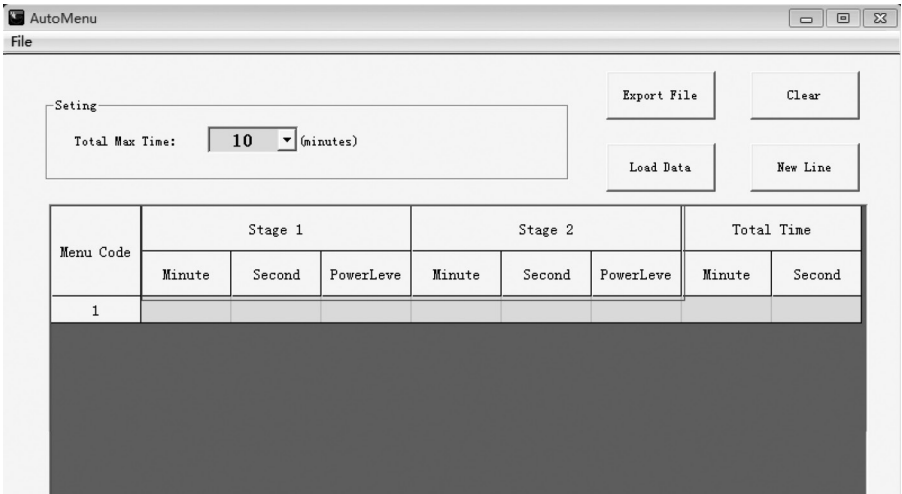 AutoMenu
File
Export File
Clear
Seting
Total Max Time: 10 (minutes)
Load Data
New Line
Menu Code Stage 1 Stage 2 Total Time
Minute Second PowerLeve Minute Second PowerLeve Minute Second
1